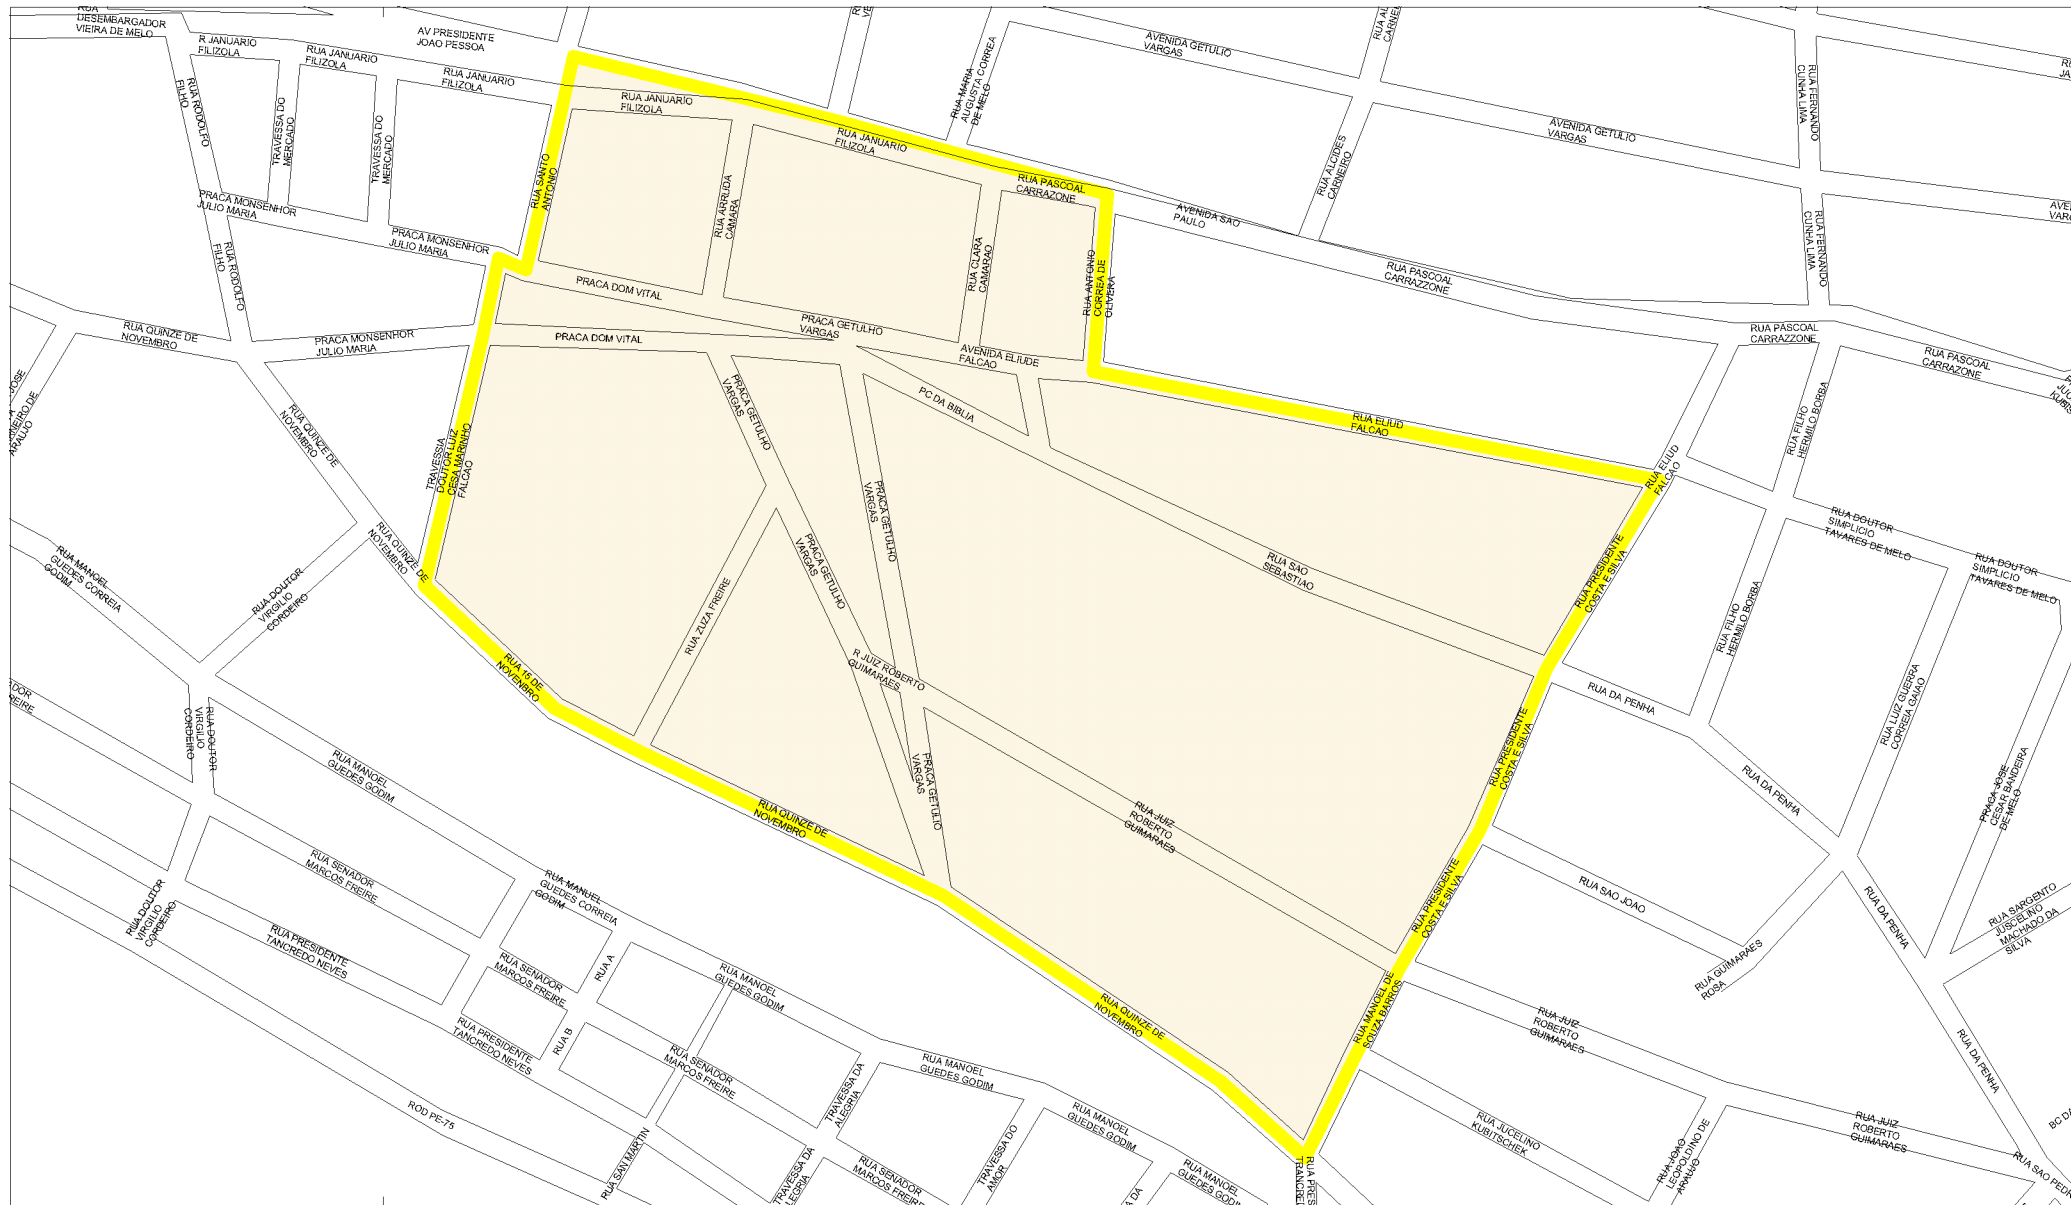 RUA
DESEMBARGADOR
VIEIRA DE MELO
R JANUARIO
FILIZOLA
RUA JANUARIO
FILIZOLA
AV PRESIDENTE
JOAO PESSOA
RUA JANUARIO
FILIZOLA
RUA JANUARIO
FILIZOLA
RUA JANUARIO
FILIZOLA
RUA MARIA
AUGUSTA CORREA
DE MELO
AVENIDA GETULIO
VARGAS
AVENIDA GETULIO
VARGAS
RUA ALCIDES
CARNEIRO
RUA FERNANDO
CUNHA LIMA
RUA FERNANDO
CUNHA LIMA
RUA RODOLFO
FILHO
TRAVESSA DO
MERCADO
TRAVESSA DO
MERCADO
RUA SANTO
ANTONIO
RUA ARRUDA
CAMARA
RUA CLARA
CAMARAO
RUA PASCOAL
CARRAZONE
AVENIDA SAO
PAULO
RUA ANTONIO
CORREA DE
OLIVERA
PRACA MONSENHOR
JULIO MARIA
PRACA MONSENHOR
JULIO MARIA
RUA RODOLFO
FILHO
RUA PASCOAL
CARRAZZONE
RUA PASCOAL
CARRAZZONE
RUA PASCOAL
CARRAZONE
PRACA DOM VITAL
PRACA GETULHO
VARGAS
PRACA DOM VITAL
AVENIDA ELIUDE
FALCAO
RUA QUINZE DE
NOVEMBRO
PRACA MONSENHOR
JULIO MARIA
PC DA BIBLIA
RUA ELIUD
FALCAO
RUA ELIUD
FALCAO
RUA FILHO
HERMILO BORBA
RUA QUINZE DE
NOVEMBRO
TRAVESSIA
DOUTOR LUIZ
CESA MARINHO
FALCAO
PRACA GETULHO
VARGAS
PRACA GETULHO
VARGAS
PRACA GETULHO
VARGAS
RUA SAO
SEBASTIAO
RUA PRESIDENTE
COSTA E SILVA
RUA DOUTOR
SIMPLICIO
TAVARES DE MELO
RUA DOUTOR
SIMPLICIO
TAVARES DE MELO
RUA QUINZE DE
NOVEMBRO
RUA MANOEL
GUEDES CORREIA
GODIM
RUA DOUTOR
VIRGILIO
CORDEIRO
RUA ZUZA FREIRE
RUA 15 DE
NOVENBRO
R JUIZ ROBERTO
GUIMARAES
RUA FILHO
HERMILO BORBA
RUA DA PENHA
RUA LUIZ GUERRA
CORREIA GAIAO
RUA PRESIDENTE
COSTA E SILVA
RUA DOUTOR
VIRGILIO
CORDEIRO
RUA MANOEL
GUEDES GODIM
PRACA GETULIO
VARGAS
RUA QUINZE DE
NOVEMBRO
RUA JUIZ
ROBERTO
GUIMARAES
RUA DA PENHA
PRACA JOSE
CESAR BANDEIRA
DE MELO
RUA SENADOR
MARCOS FREIRE
RUA MANUEL
GUEDES CORREIA
GODIM
RUA PRESIDENTE
COSTA E SILVA
RUA SAO JOAO
RUA DOUTOR
VIRGILIO
CORDEIRO
RUA PRESIDENTE
TANCREDO NEVES
RUA SENADOR
MARCOS FREIRE
RUA A
RUA MANOEL
GUEDES GODIM
RUA DA PENHA
RUA SARGENTO
JUSCELINO
MACHADO DA
SILVA
RUA GUIMARAES
ROSA
RUA QUINZE DE
NOVEMBRO
RUA MANOEL DE
SOUZA BARROS
RUA JUIZ
ROBERTO
GUIMARAES
RUA PRESIDENTE
TANCREDO NEVES
RUA B
RUA SENADOR
MARCOS FREIRE
RUA MANOEL
GUEDES GODIM
RUA DA PENHA
ROD PE-75
TRAVESSA DA
ALEGRIA
RUA MANOEL
GUEDES GODIM
RUA JUCELINO
KUBITSCHEK
RUA JUIZ
ROBERTO
GUIMARAES
RUA SAN MARTIN
TRAVESSA DA
ALEGRIA
RUA SENADOR
MARCOS FREIRE
TRAVESSA DO
AMOR
RUA MANOEL
GUEDES GODIM
RUA JOAO
LEOPOLDINO DE
ARAUJO
RUA SAO PEDR
RUA PRES
TANCRE
BC DA